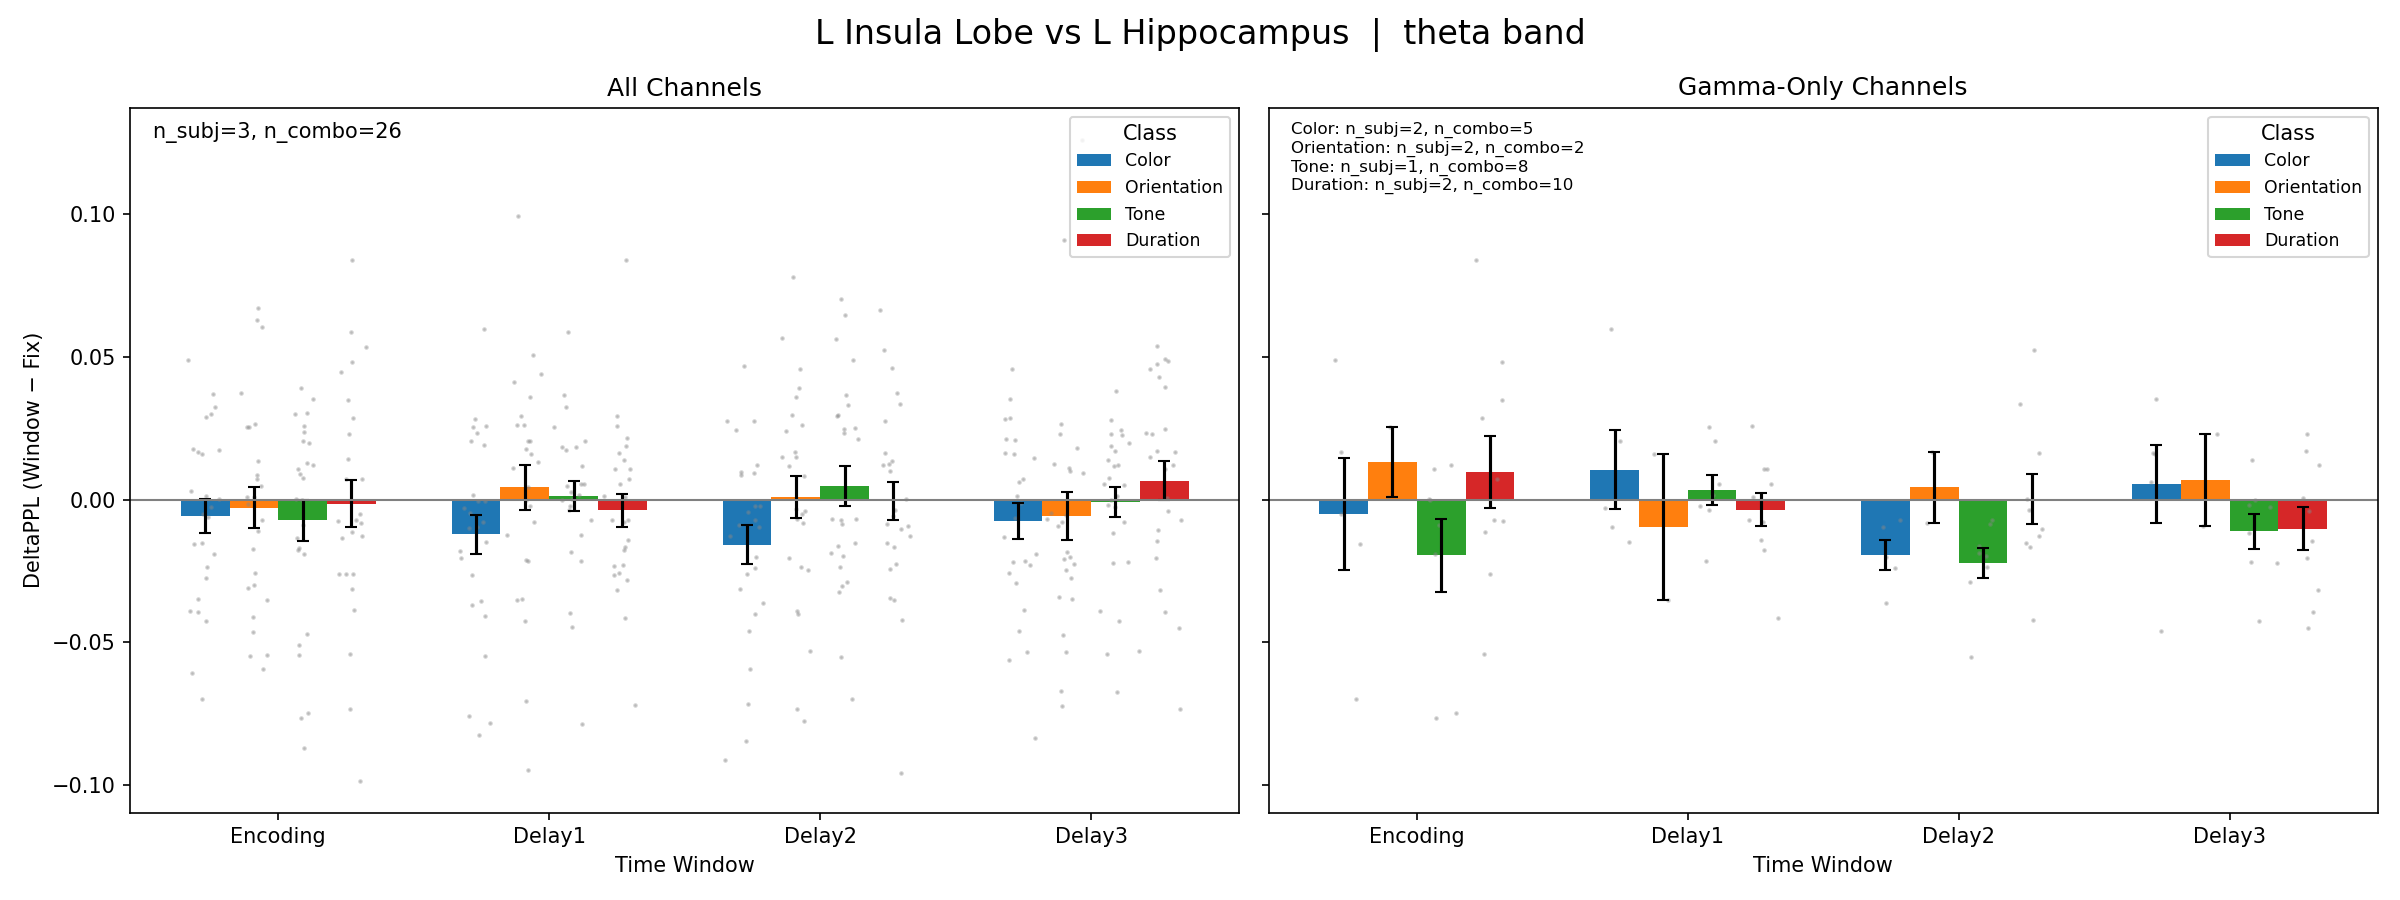 L Insula Lobe vs L Hippocampus | theta band
All Channels
n_subj=3, n_combo=26
Class
Color
Orientation
Tone
Duration
DeltaPPL (Window − Fix)
0.10
0.05
0.00
−0.05
−0.10
Encoding
Delay1
Delay2
Delay3
Time Window
Gamma-Only Channels
Color: n_subj=2, n_combo=5
Orientation: n_subj=2, n_combo=2
Tone: n_subj=1, n_combo=8
Duration: n_subj=2, n_combo=10
Class
Color
Orientation
Tone
Duration
Encoding
Delay1
Delay2
Delay3
Time Window